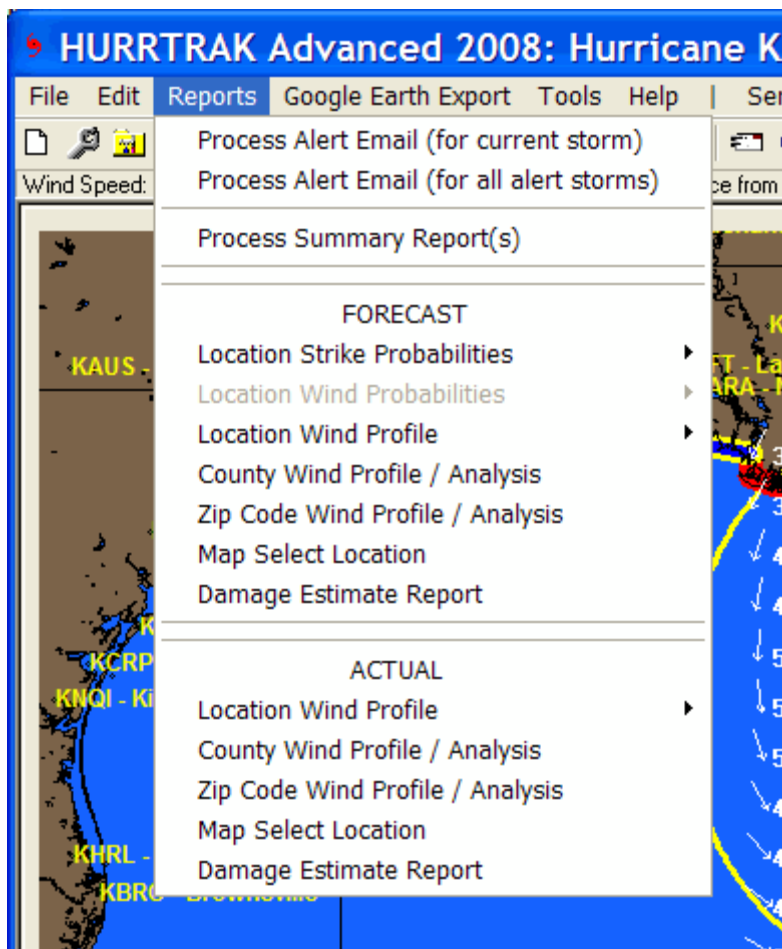 HURRTRAK Advanced 2008: Hurricane K
File Edit Reports Google Earth Export Tools Help | Ser
Wind Speed:
ce from
Process Alert Email (for current storm)
Process Alert Email (for all alert storms)
Process Summary Report(s)
FORECAST
Location Strike Probabilities
Location Wind Probabilities
Location Wind Profile
County Wind Profile / Analysis
Zip Code Wind Profile / Analysis
Map Select Location
Damage Estimate Report
ACTUAL
Location Wind Profile
County Wind Profile / Analysis
Zip Code Wind Profile / Analysis
Map Select Location
Damage Estimate Report
KAUS -
KCRP
KNQI - Ki
KHRL -